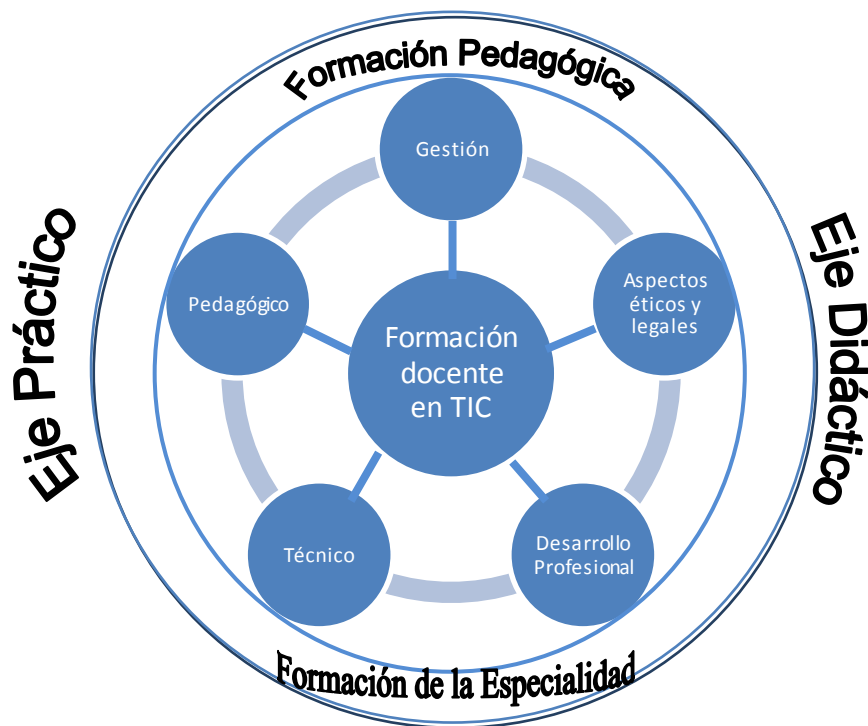 Formación Pedagógica
Gestión
Eje Práctico
Eje Didáctico
Pedagógico
Aspectos
éticos y
legales
Formación
docente
en TIC
Técnico
Desarrollo
Profesional
Formación de la Especialidad